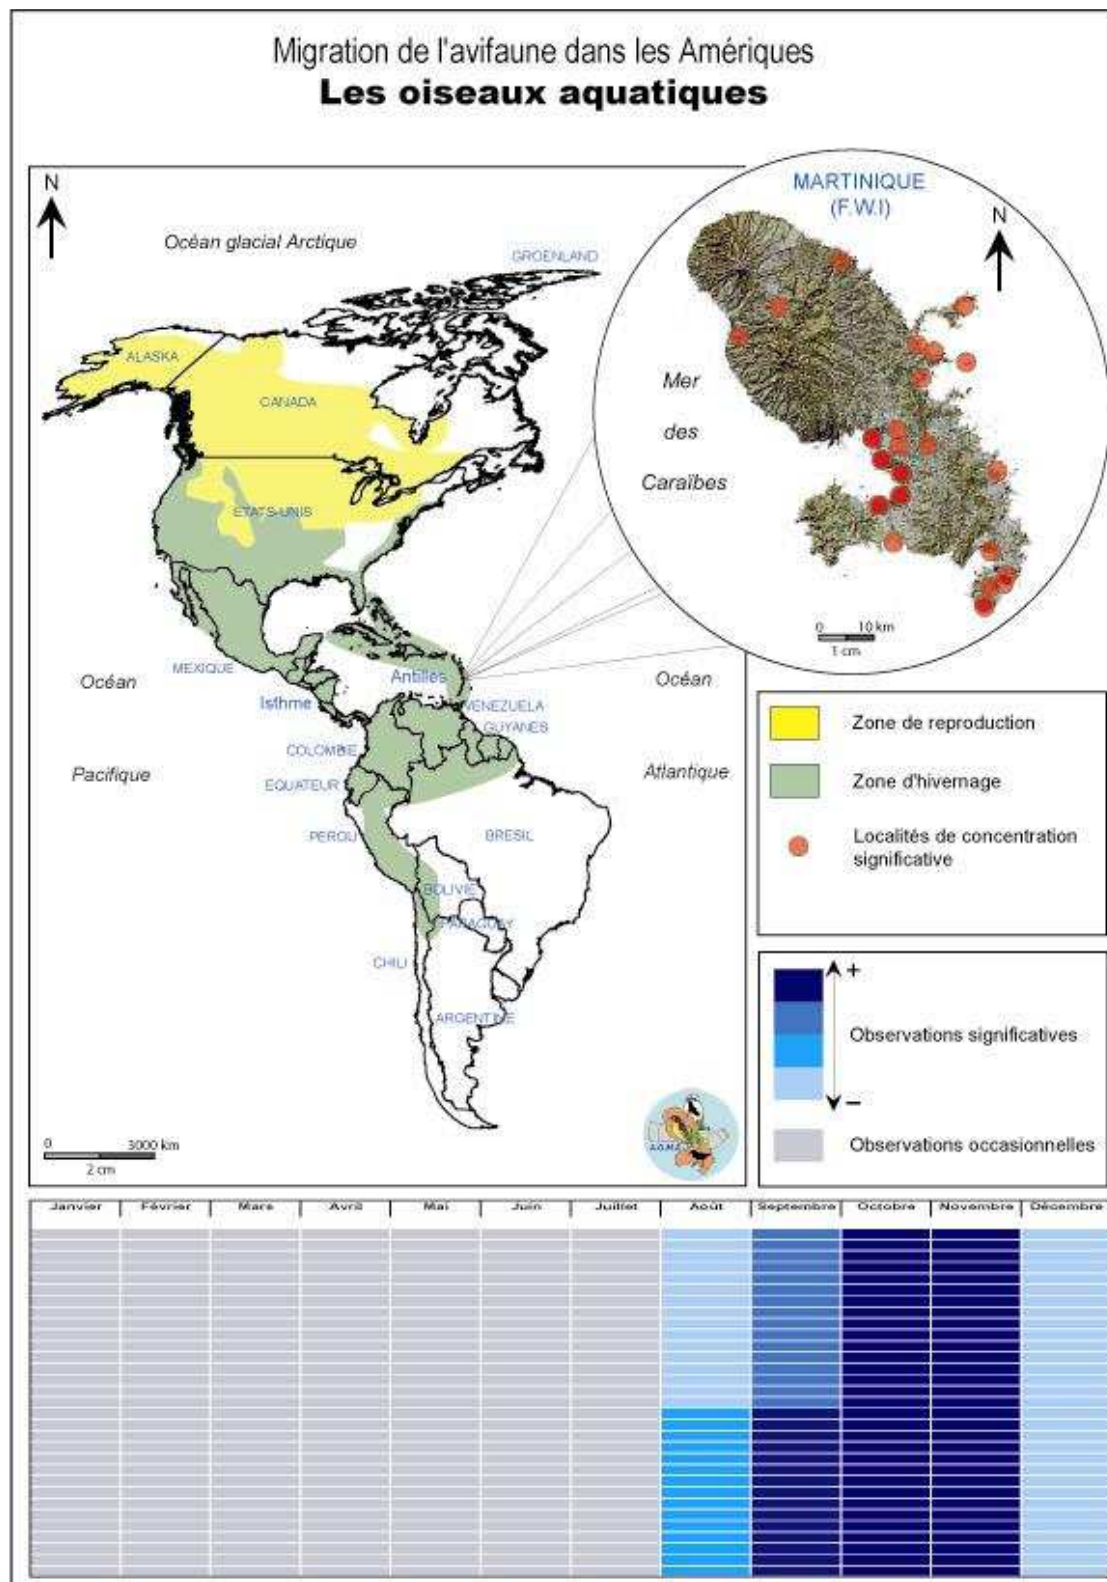 Migration de l'avifaune dans les Amériques
Les oiseaux aquatiques
N
Océan glacial Arctique
GROENLAND
ALASKA
CANADA
ETATS-UNIS
MEXIQUE
Océan
Isthme
Antilles
Océan
VENEZUELA
GUYANES
COLOMBIE
Pacifique
Atlantique
EQUATEUR
PEROU
BRESIL
BOLIVIE
PARAGUAY
CHILI
ARGENTINE
0 3000 km
2 cm
MARTINIQUE
(F.W.I)
N
Mer
des
Caraïbes
0 10 km
1 cm
Zone de reproduction
Zone d'hivernage
Localités de concentration
significative
+
Observations significatives
–
Observations occasionnelles
Janvier Février Mars Avril Mai Juin Juillet Août Septembre Octobre Novembre Décembre